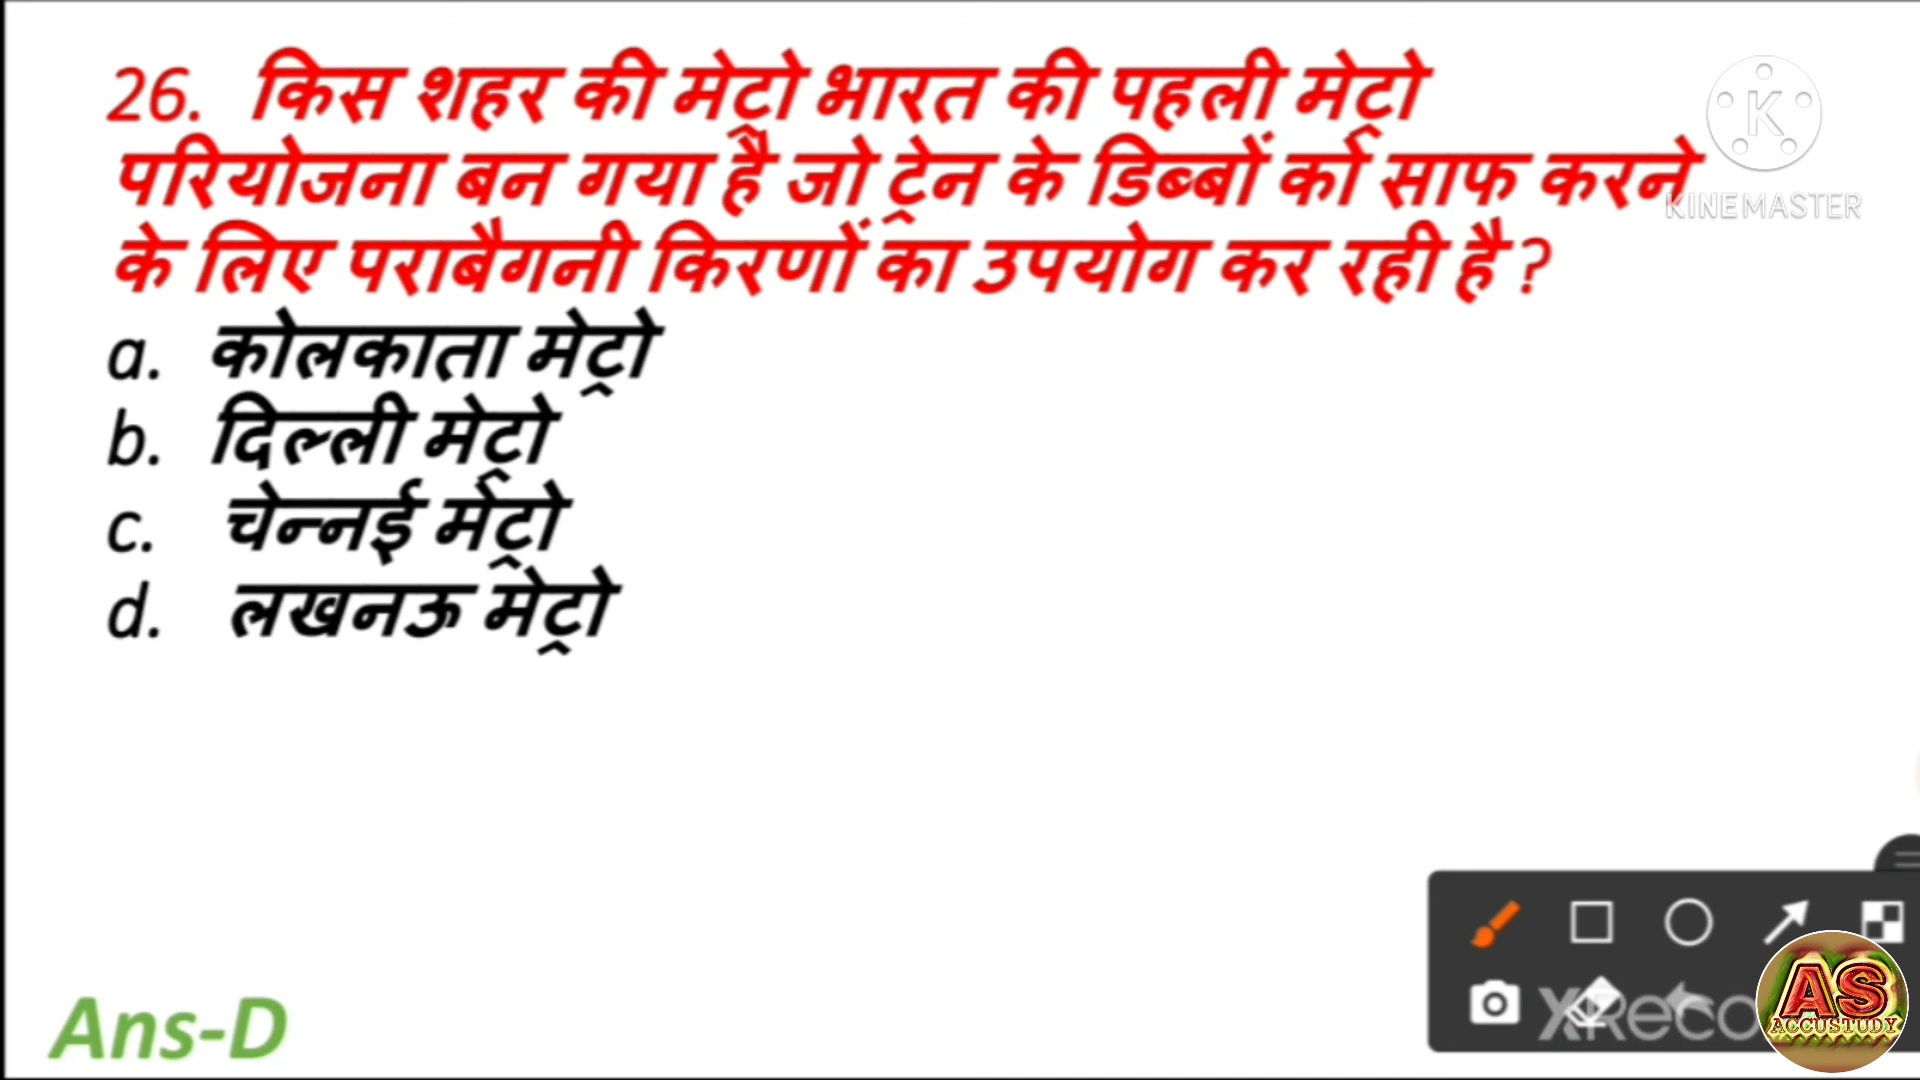 26. किस शहर की मेट्रो भारत की पहली मेट्रो
परियोजना बन गया है जो ट्रेन के डिब्बों को साफ करने
के लिए पराबैगनी किरणों का उपयोग कर रही है ?
a. कोलकाता मेट्रो
b. दिल्ली मेट्रो
c. चेन्नई मेट्रो
d. लखनऊ मेट्रो
Ans-D
K
KINEMASTER
XReco
AS
ACCUSTUDY